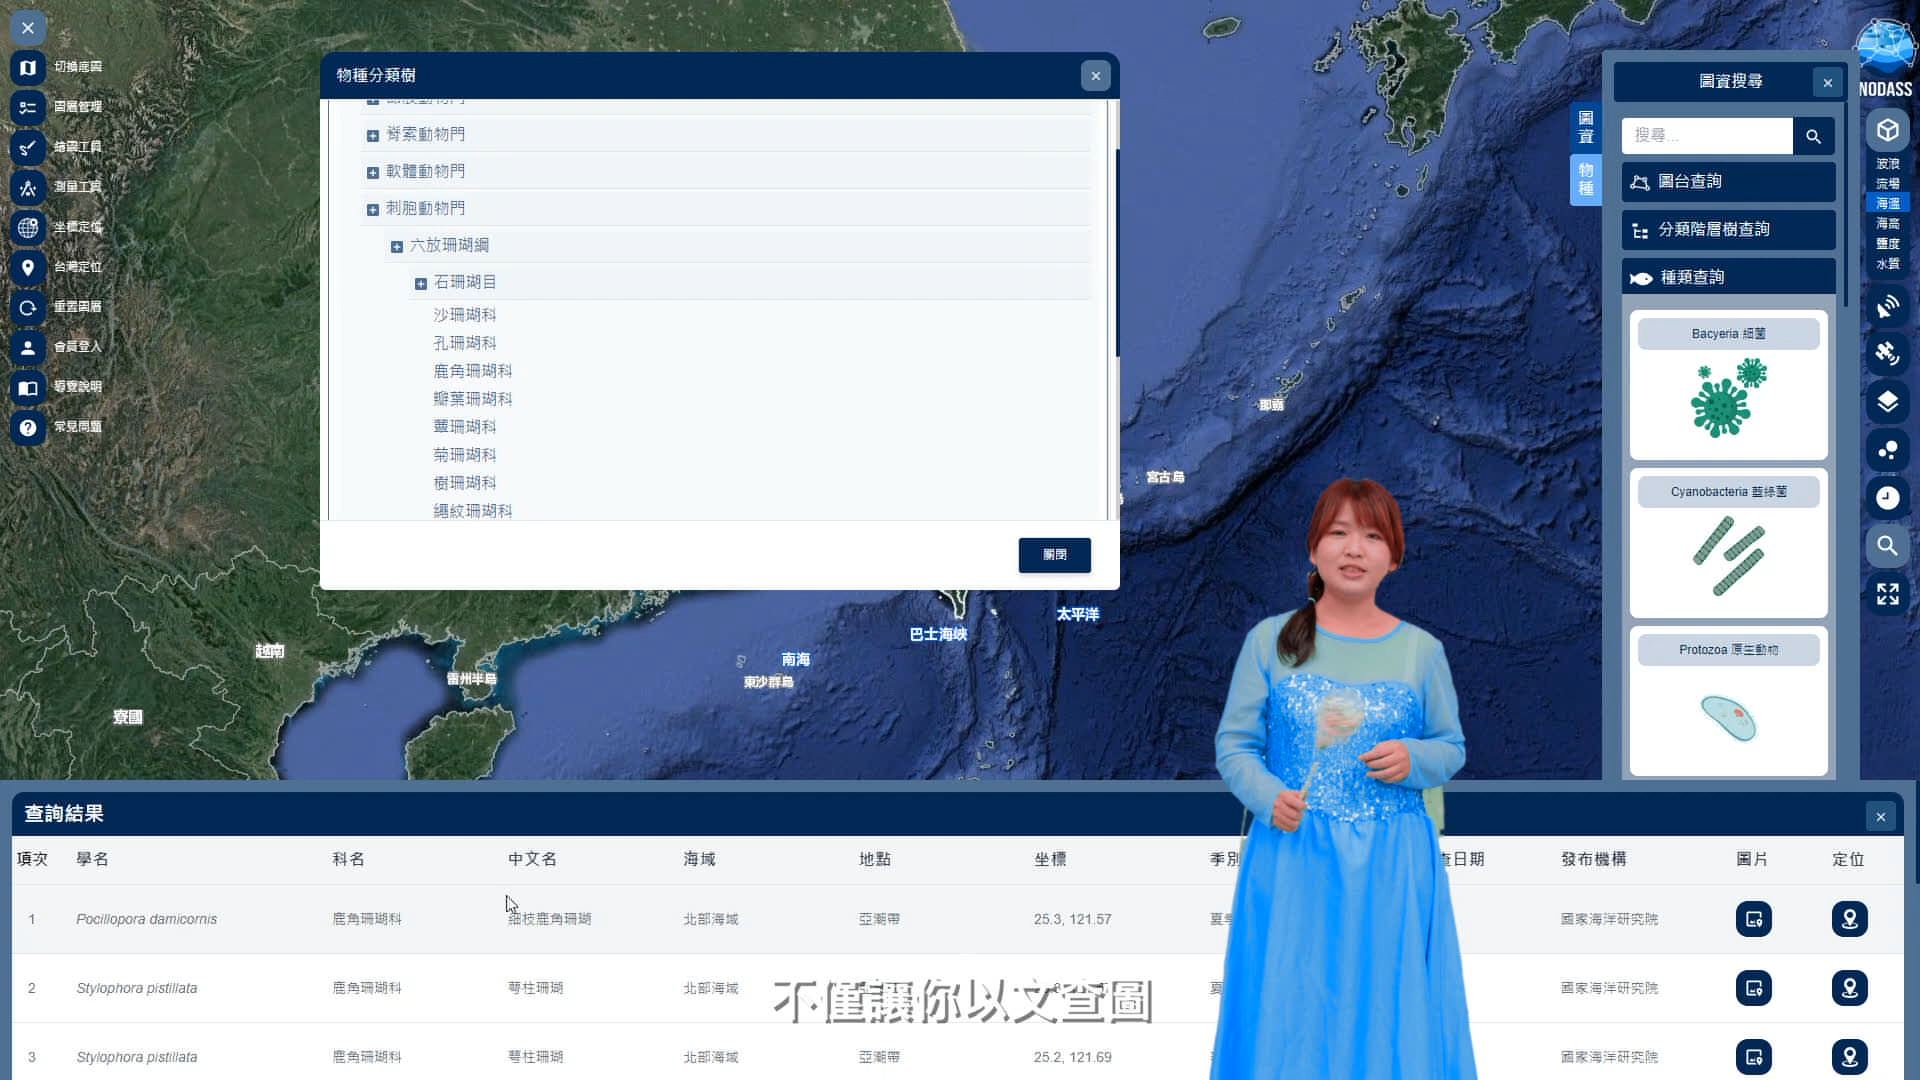 切換底圖
圖層管理
繪圖工具
測量工具
坐標定位
台灣定位
重置圖層
會員登入
導覽說明
常見問題
物種分類樹
脊索動物門
軟體動物門
刺胞動物門
六放珊瑚綱
石珊瑚目
沙珊瑚科
孔珊瑚科
鹿角珊瑚科
瓣葉珊瑚科
蕈珊瑚科
菊珊瑚科
樹珊瑚科
繩紋珊瑚科
關閉
那霸
宮古島
太平洋
巴士海峽
南海
東沙群島
越南
雷州半島
寮國
圖資
物種
圖資搜尋
搜尋...
圖台查詢
分類階層樹查詢
種類查詢
Bacyeria 細菌
Cyanobacteria 藍綠菌
Protozoa 原生動物
NODASS
波浪
流場
海溫
海高
鹽度
水質
查詢結果
項次 學名 科名 中文名 海域 地點 坐標 季別 查日期 發布機構 圖片 定位
1 Pocillopora damicornis 鹿角珊瑚科 細枝鹿角珊瑚 北部海域 亞潮帶 25.3, 121.57 夏季 國家海洋研究院
2 Stylophora pistillata 鹿角珊瑚科 萼柱珊瑚 北部海域 夏 國家海洋研究院
3 Stylophora pistillata 鹿角珊瑚科 萼柱珊瑚 北部海域 亞潮帶 25.2, 121.69 國家海洋研究院
不僅讓你以文查圖